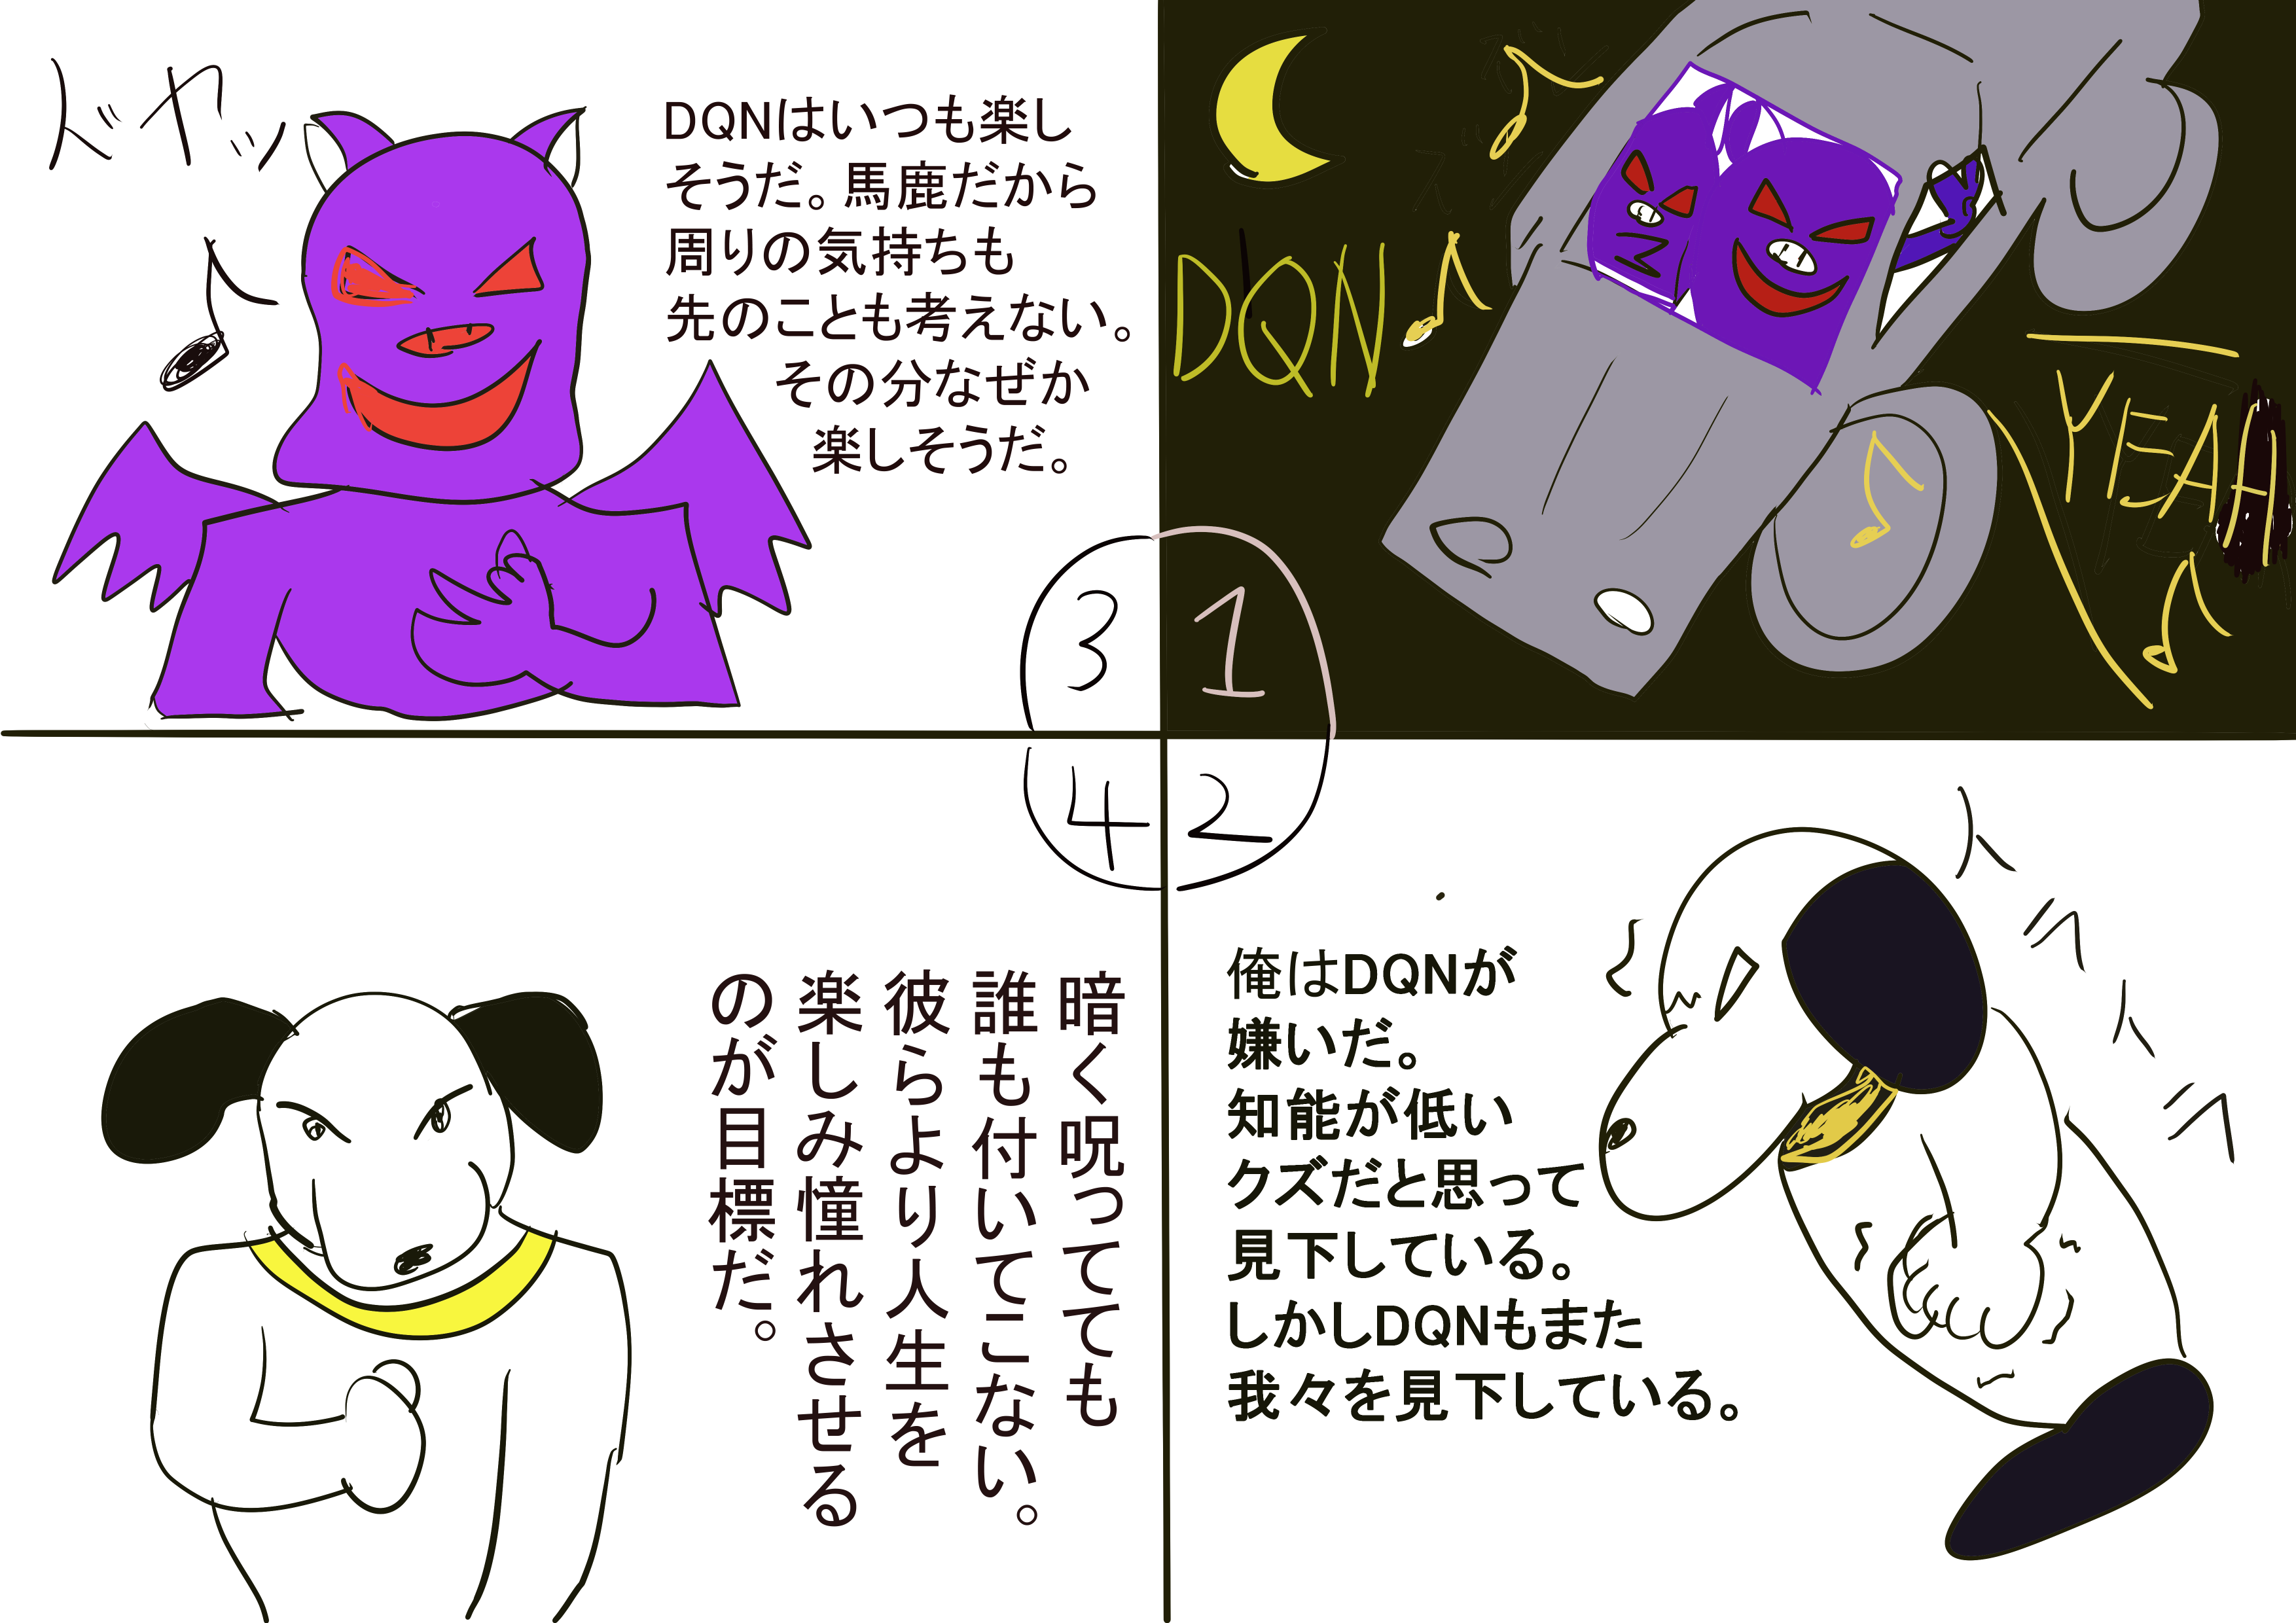 DQN
YEAH
1
俺はDQNが
嫌いだ。
知能が低い
クズだと思って
見下している。
しかしDQNもまた
我々を見下している。
2
ドヤッ
DQNはいつも楽し
そうだ。馬鹿だから
周りの気持ちも
先のことも考えない。
その分なぜか
楽しそうだ。
3
暗く呪っても
誰も付いてこない。
彼らより人生を
楽しみ憧れさせる
のが目標だ。
4